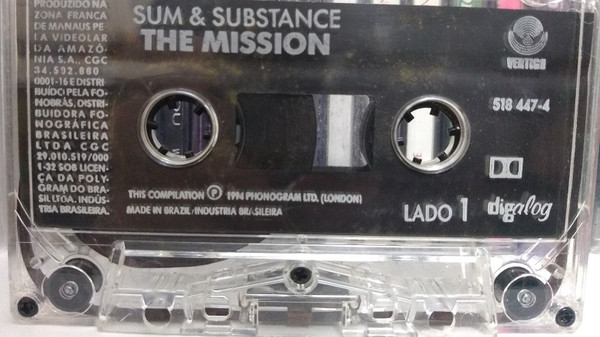 PRODUZIDO NA
ZONA FRANCA
DE MANAUS PE
LA VIDEOLAR
DA AMAZÔ-
NIA S.A., CGC
34.532.880
0001-16 E DISTRI
BUÍDO PELA FO-
NOBRÁS, DISTRI-
BUIDORA FO-
NOGRÁFICA
BRASILEIRA
LTDA CGC
29.010.519/000
1-32 SOB LICEN-
ÇA DA POLY-
GRAM DO BRA-
SIL LTDA. INDÚS-
TRIA BRASILEIRA.
SUM & SUBSTANCE
THE MISSION
VERTIGO
518 447-4
THIS COMPILATION Ⓟ 1994 PHONOGRAM LTD. (LONDON)
MADE IN BRAZIL/INDUSTRIA BRASILEIRA
LADO 1
digalog